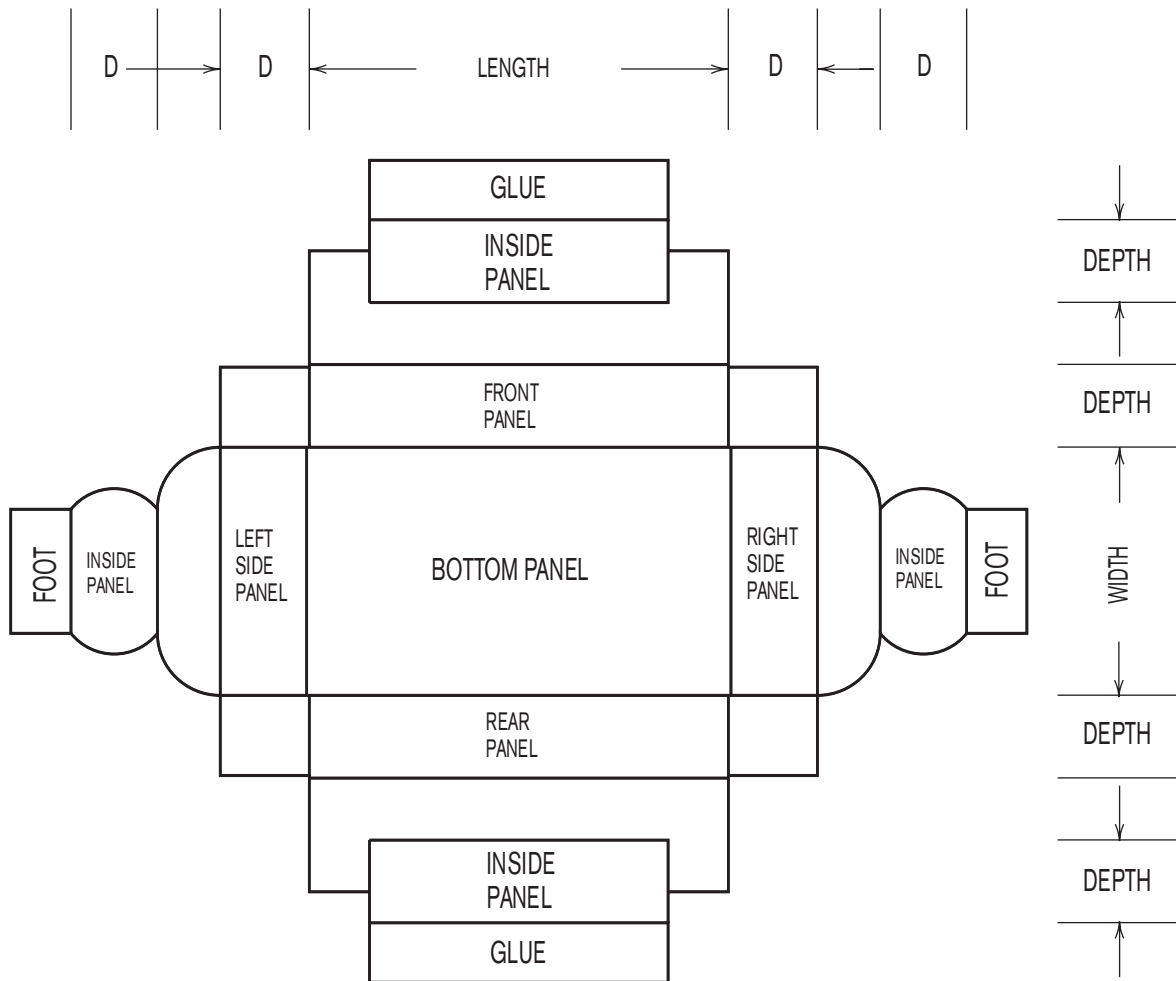 D
D
LENGTH
D
D
GLUE
INSIDE
PANEL
DEPTH
FRONT
PANEL
DEPTH
FOOT
INSIDE
PANEL
LEFT
SIDE
PANEL
BOTTOM PANEL
RIGHT
SIDE
PANEL
INSIDE
PANEL
FOOT
WIDTH
REAR
PANEL
DEPTH
INSIDE
PANEL
DEPTH
GLUE